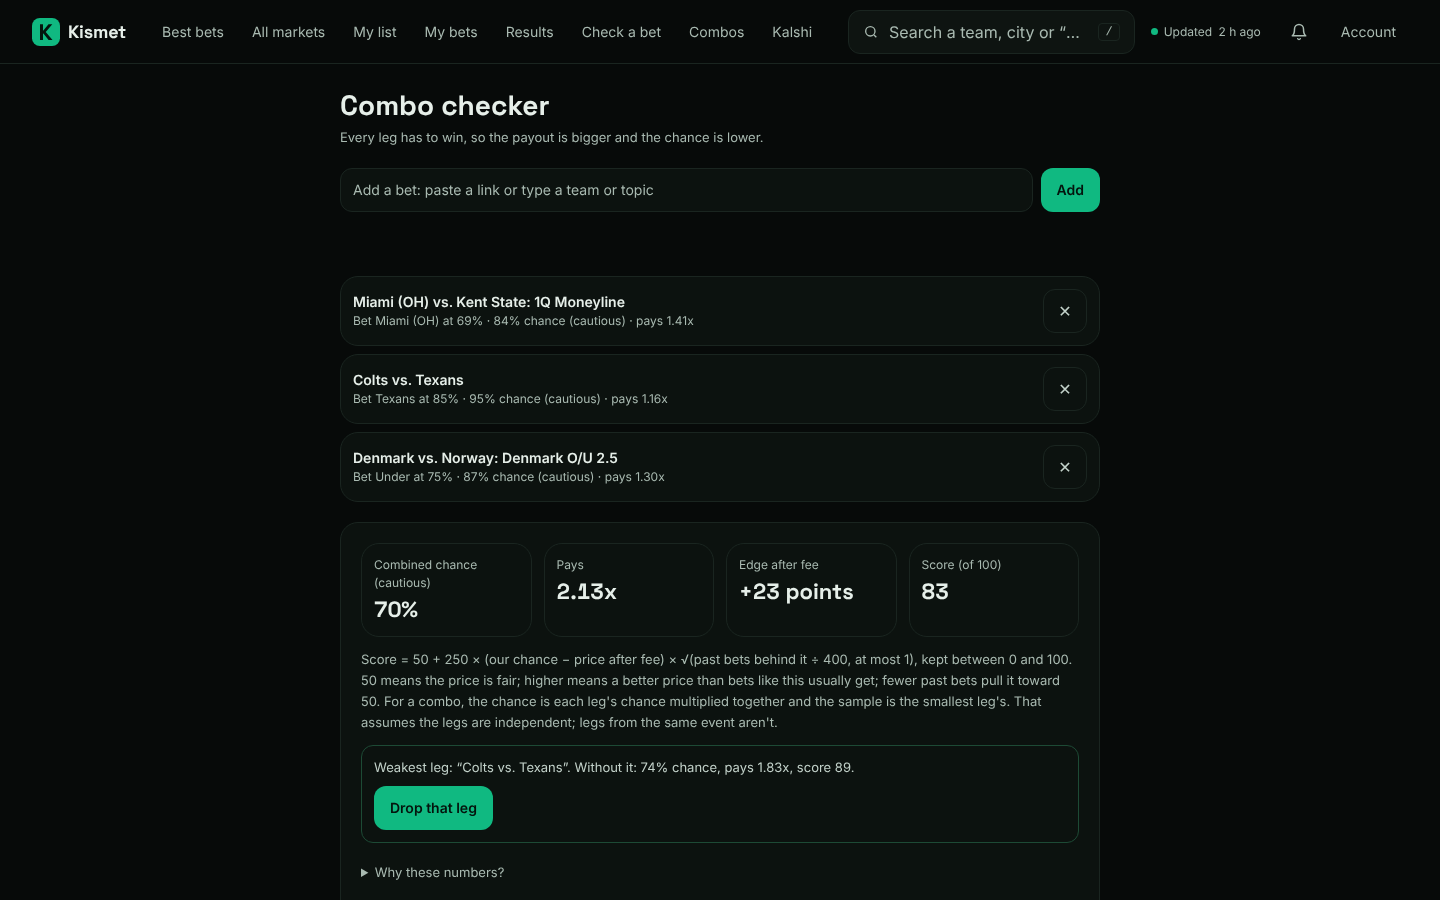 K Kismet
Best bets
All markets
My list
My bets
Results
Check a bet
Combos
Kalshi
Search a team, city or “... /
Updated 2 h ago
Account
Combo checker
Every leg has to win, so the payout is bigger and the chance is lower.
Add a bet: paste a link or type a team or topic
Add
Miami (OH) vs. Kent State: 1Q Moneyline
Bet Miami (OH) at 69% · 84% chance (cautious) · pays 1.41x
×
Colts vs. Texans
Bet Texans at 85% · 95% chance (cautious) · pays 1.16x
×
Denmark vs. Norway: Denmark O/U 2.5
Bet Under at 75% · 87% chance (cautious) · pays 1.30x
×
Combined chance
(cautious)
70%
Pays
2.13x
Edge after fee
+23 points
Score (of 100)
83
Score = 50 + 250 × (our chance − price after fee) × √(past bets behind it ÷ 400, at most 1), kept between 0 and 100.
50 means the price is fair; higher means a better price than bets like this usually get; fewer past bets pull it toward
50. For a combo, the chance is each leg's chance multiplied together and the sample is the smallest leg's. That
assumes the legs are independent; legs from the same event aren't.
Weakest leg: “Colts vs. Texans”. Without it: 74% chance, pays 1.83x, score 89.
Drop that leg
Why these numbers?